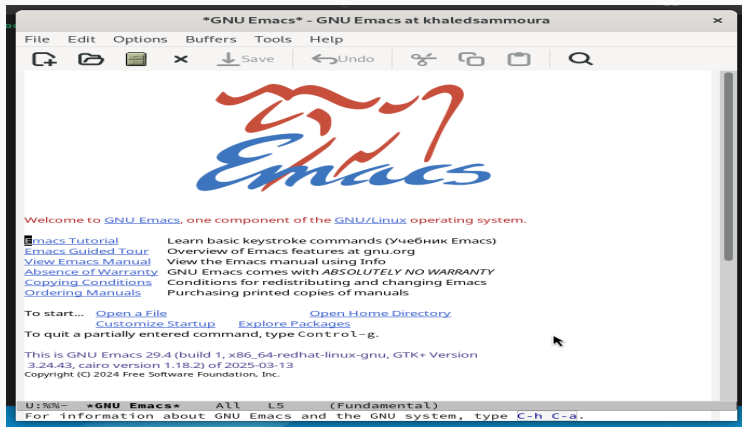 *GNU Emacs* - GNU Emacs at khaledsammoura
File Edit Options Buffers Tools Help
Save Undo
GNU
Emacs
Welcome to GNU Emacs, one component of the GNU/Linux operating system.
Emacs Tutorial Learn basic keystroke commands (Учебник Emacs)
Emacs Guided Tour Overview of Emacs features at gnu.org
View Emacs Manual View the Emacs manual using Info
Absence of Warranty GNU Emacs comes with ABSOLUTELY NO WARRANTY
Copying Conditions Conditions for redistributing and changing Emacs
Ordering Manuals Purchasing printed copies of manuals
To start... Open a File Open Home Directory
Customize Startup Explore Packages
To quit a partially entered command, type Control-g.
This is GNU Emacs 29.4 (build 1, x86_64-redhat-linux-gnu, GTK+ Version
3.24.43, cairo version 1.18.2) of 2025-03-13
Copyright (C) 2024 Free Software Foundation, Inc.
U:%%- *GNU Emacs* All L5 (Fundamental)
For information about GNU Emacs and the GNU system, type C-h C-a.